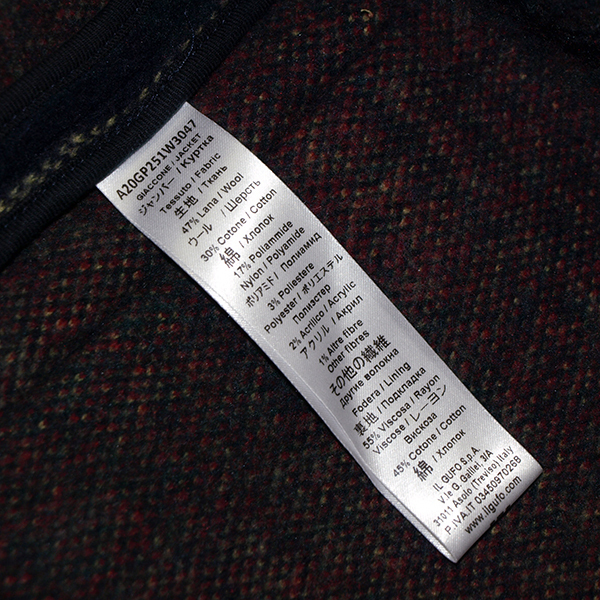 A20GP251W3047
GIACCONE / JACKET
ジャンパー / Куртка
Tessuto / Fabric
生地 / Ткань
47% Lana / Wool
ウール / Шерсть
30% Cotone / Cotton
綿 / Хлопок
17% Poliammide
Nylon / Polyamide
ポリアミド / Полиамид
3% Poliestere
Polyester / ポリエステル
Полиэстер
2% Acrilico / Acrylic
アクリル / Акрил
1% Altre fibre
Other fibres
その他の繊維
другие волокна
Fodera / Lining
裏地 / Подкладка
55% Viscosa / Rayon
Viscose / レーヨン
Вискоза
45% Cotone / Cotton
綿 / Хлопок
IL GUFO S.p.A.
V.le G. Galilei, 3/A
31011 Asolo (Treviso) Italy
P.IVA.IT 03450970268
www.ilgufo.com